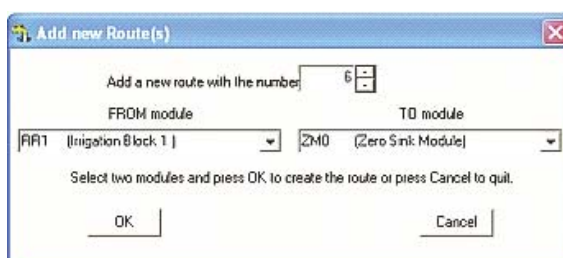 Add new Route(s)
Add a new route with the number 6
FROM module TO module
RR1 (Irrigation Block 1 ) ZM0 (Zero Sink Module)
Select two modules and press OK to create the route or press Cancel to quit.
OK Cancel